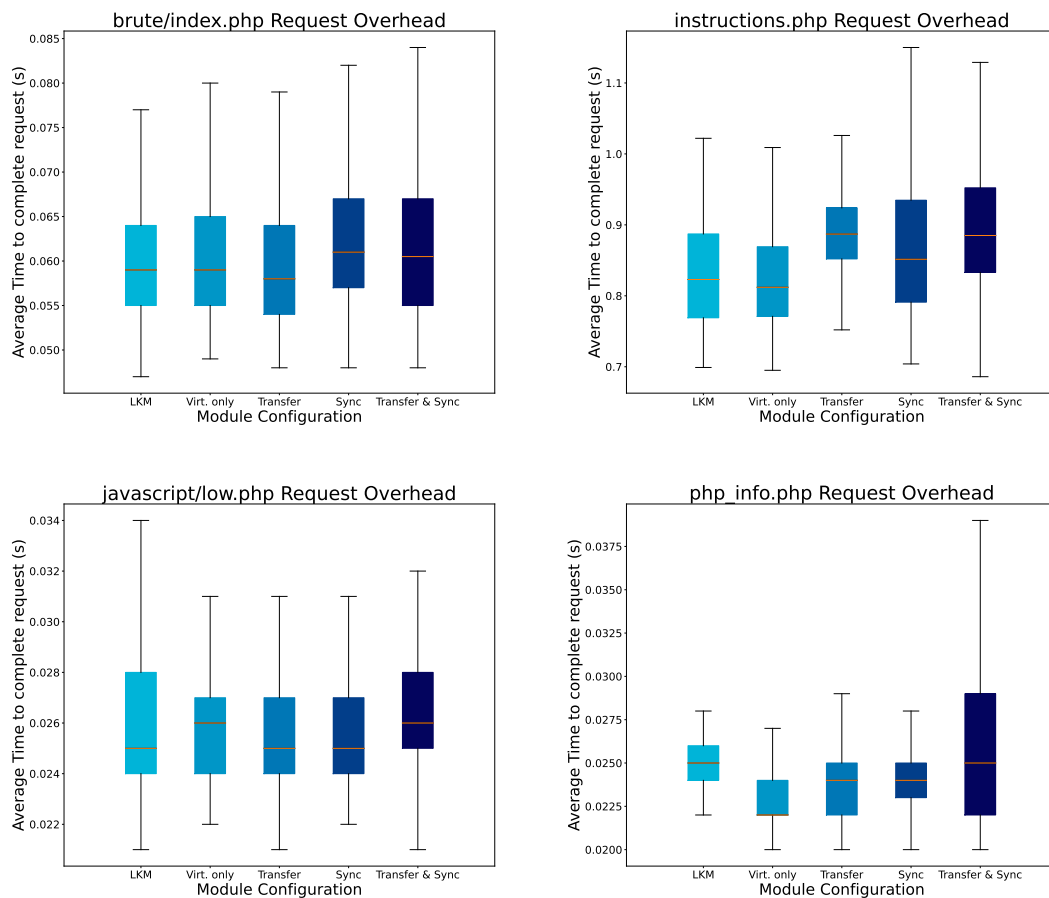 brute/index.php Request Overhead
Average Time to complete request (s)
0.085
0.080
0.075
0.070
0.065
0.060
0.055
0.050
LKM Virt. only Transfer Sync Transfer & Sync
Module Configuration
instructions.php Request Overhead
Average Time to complete request (s)
1.1
1.0
0.9
0.8
0.7
LKM Virt. only Transfer Sync Transfer & Sync
Module Configuration
javascript/low.php Request Overhead
Average Time to complete request (s)
0.034
0.032
0.030
0.028
0.026
0.024
0.022
LKM Virt. only Transfer Sync Transfer & Sync
Module Configuration
php_info.php Request Overhead
Average Time to complete request (s)
0.0375
0.0350
0.0325
0.0300
0.0275
0.0250
0.0225
0.0200
LKM Virt. only Transfer Sync Transfer & Sync
Module Configuration